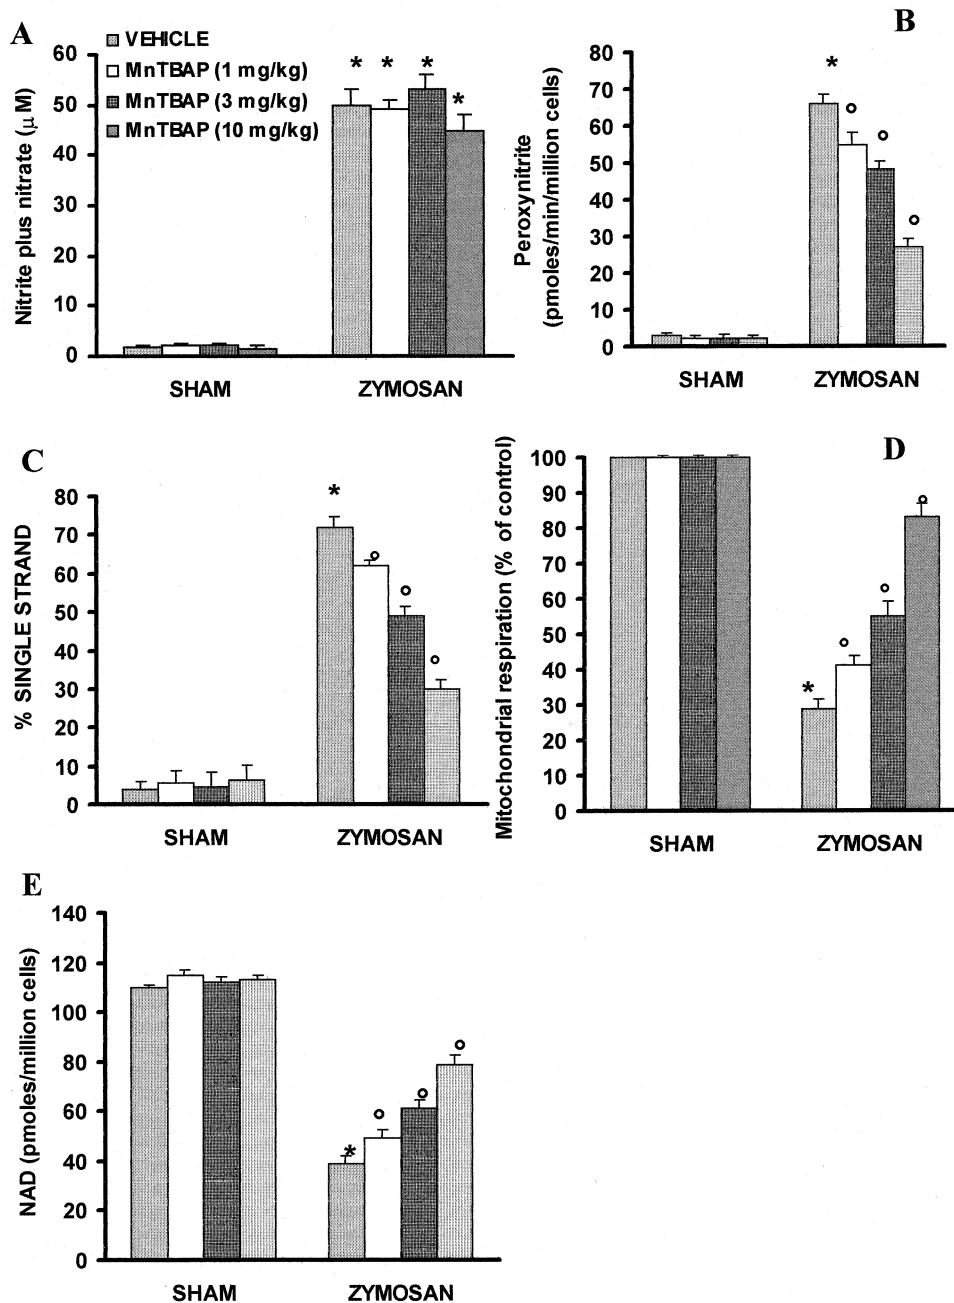 A
VEHICLE
MnTBAP (1 mg/kg)
MnTBAP (3 mg/kg)
MnTBAP (10 mg/kg)
Nitrite plus nitrate (μ M)
60
50
40
30
20
10
0
* * * *
SHAM ZYMOSAN
B
Peroxynitrite
(pmoles/min/million cells)
80
70
60
50
40
30
20
10
0
*
SHAM ZYMOSAN
C
% SINGLE STRAND
80
70
60
50
40
30
20
10
0
*
SHAM ZYMOSAN
D
Mitochondrial respiration (% of control)
100
90
80
70
60
50
40
30
20
10
0
*
SHAM ZYMOSAN
E
NAD (pmoles/million cells)
140
120
100
80
60
40
20
0
*
SHAM ZYMOSAN